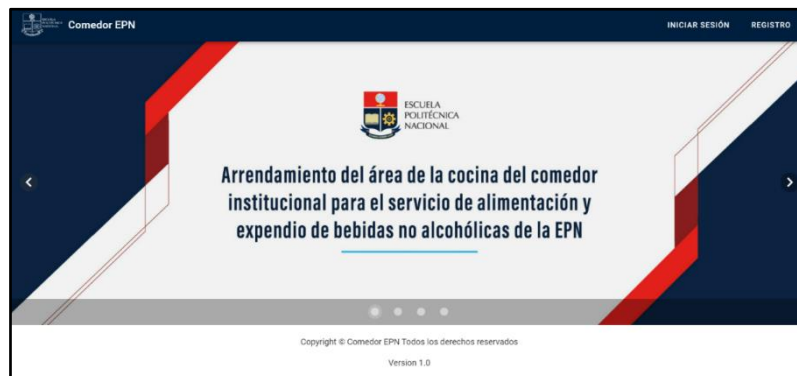 Comedor EPN
INICIAR SESIÓN
REGISTRO
ESCUELA
POLITÉCNICA
NACIONAL
Arrendamiento del área de la cocina del comedor
institucional para el servicio de alimentación y
expendio de bebidas no alcohólicas de la EPN
Copyright © Comedor EPN Todos los derechos reservados
Version 1.0